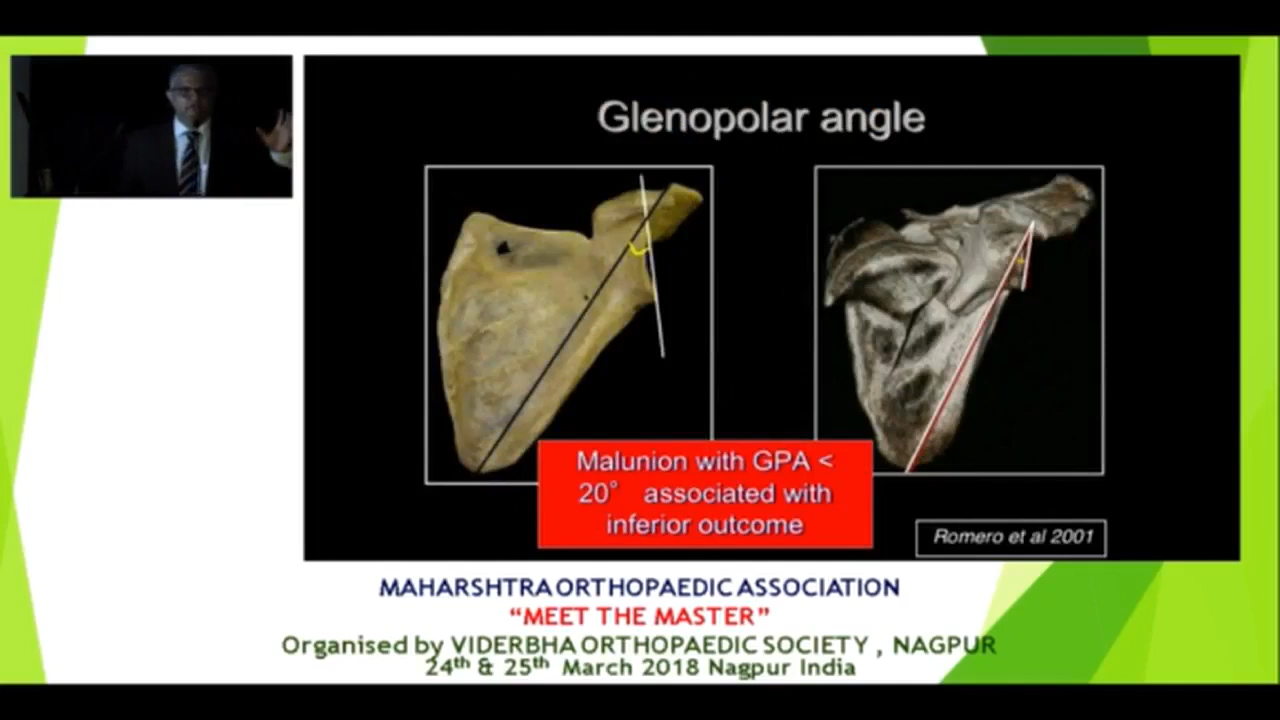 Glenopolar angle
Malunion with GPA <
20° associated with
inferior outcome
Romero et al 2001
MAHARSHTRA ORTHOPAEDIC ASSOCIATION
“MEET THE MASTER”
Organised by VIDERBHA ORTHOPAEDIC SOCIETY , NAGPUR
24th & 25th March 2018 Nagpur India